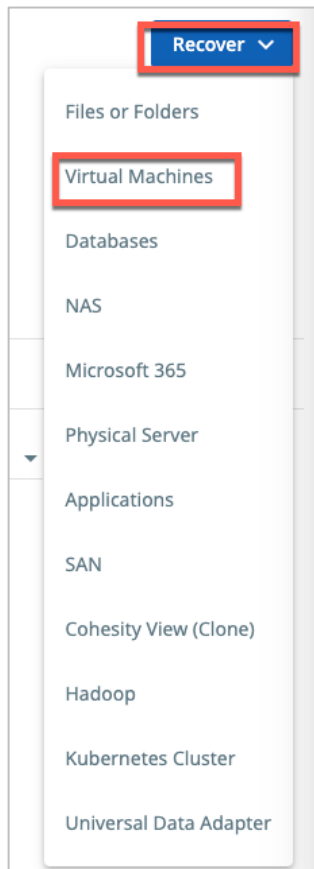 Recover
Files or Folders
Virtual Machines
Databases
NAS
Microsoft 365
Physical Server
Applications
SAN
Cohesity View (Clone)
Hadoop
Kubernetes Cluster
Universal Data Adapter